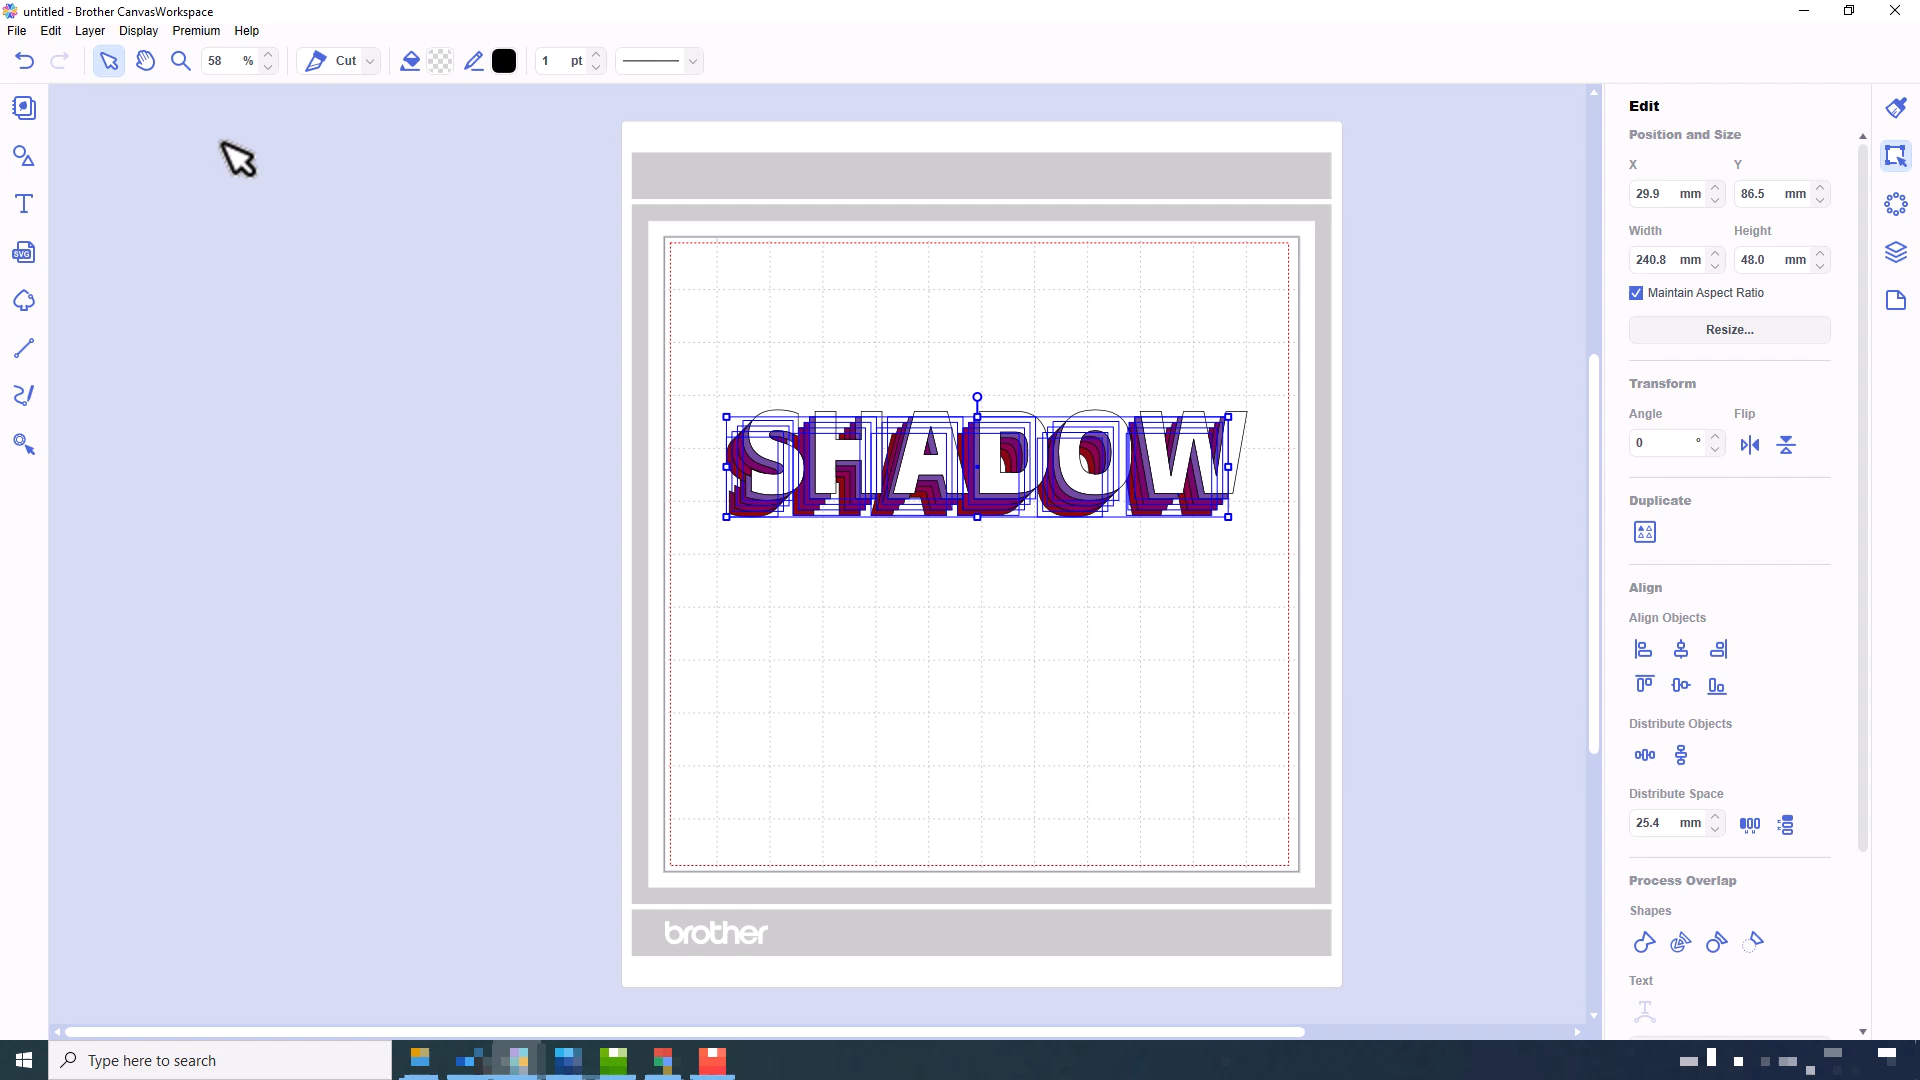 untitled - Brother CanvasWorkspace
File Edit Layer Display Premium Help
58 % Cut 1 pt
SVG
Edit
Position and Size
X Y
29.9 mm 86.5 mm
Width Height
240.8 mm 48.0 mm
Maintain Aspect Ratio
Resize...
Transform
Angle Flip
0 °
Duplicate
Align
Align Objects
Distribute Objects
Distribute Space
25.4 mm
Process Overlap
Shapes
Text
SHADOW
brother
Type here to search